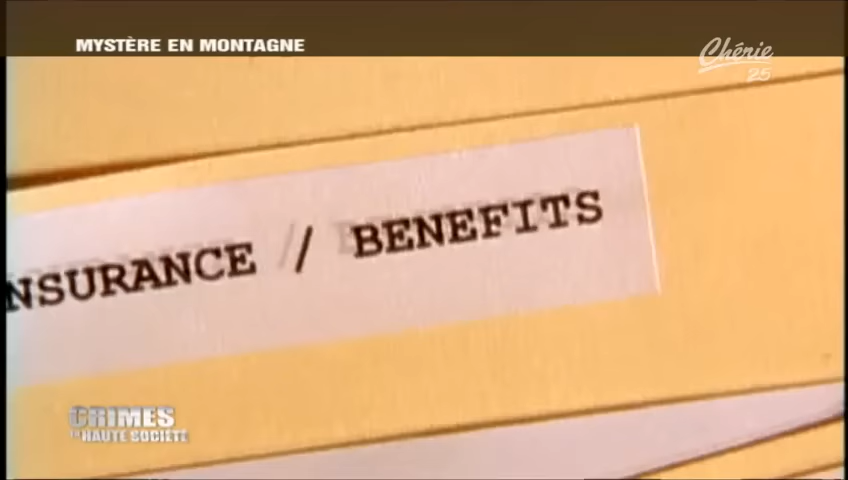 MYSTÈRE EN MONTAGNE
Chérie
25
NSURANCE / BENEFITS
CRIMES
EN HAUTE SOCIÉTÉ